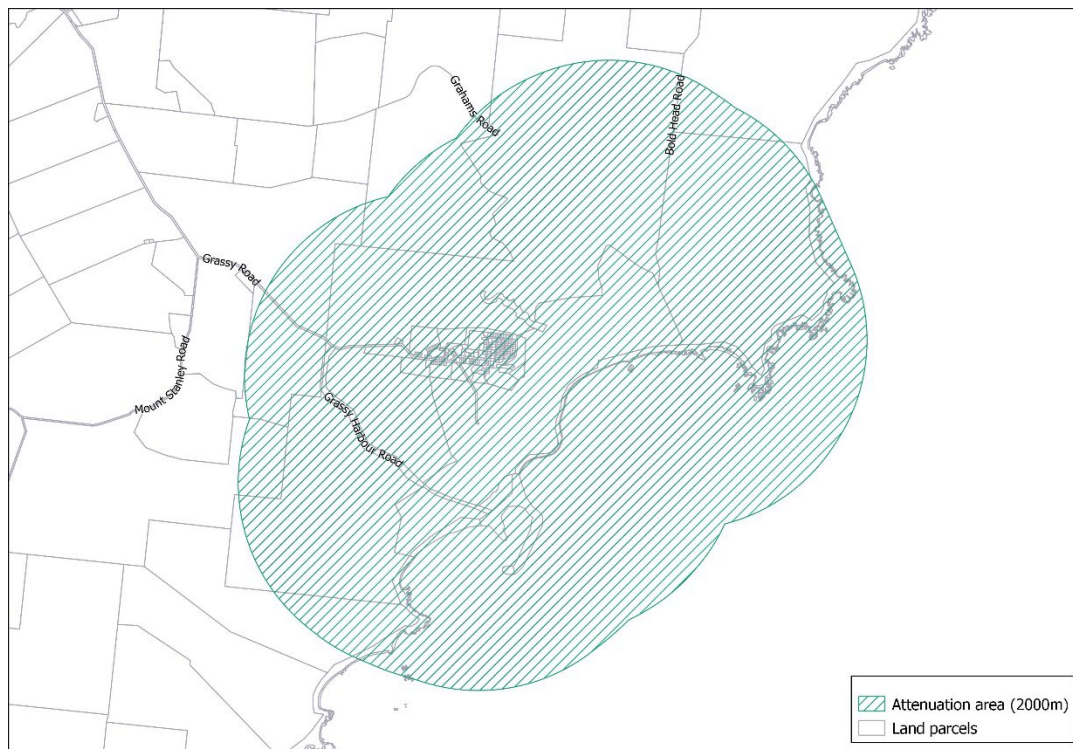 Grahams Road
Bold Head Road
Grassy Road
Mount Stanley Road
Grassy Harbour Road
Attenuation area (2000m)
Land parcels